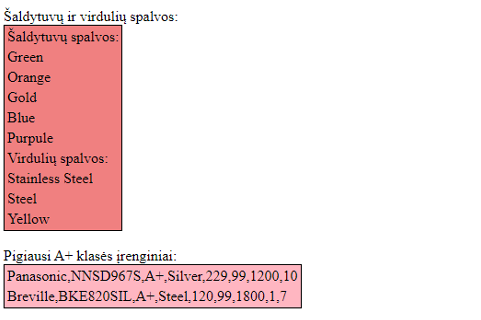 Šaldytuvų ir virdulių spalvos:
Šaldytuvų spalvos:
Green
Orange
Gold
Blue
Purpule
Virdulių spalvos:
Stainless Steel
Steel
Yellow
Pigiausi A+ klasės įrenginiai:
Panasonic,NNSD967S,A+,Silver,229,99,1200,10
Breville,BKE820SIL,A+,Steel,120,99,1800,1,7